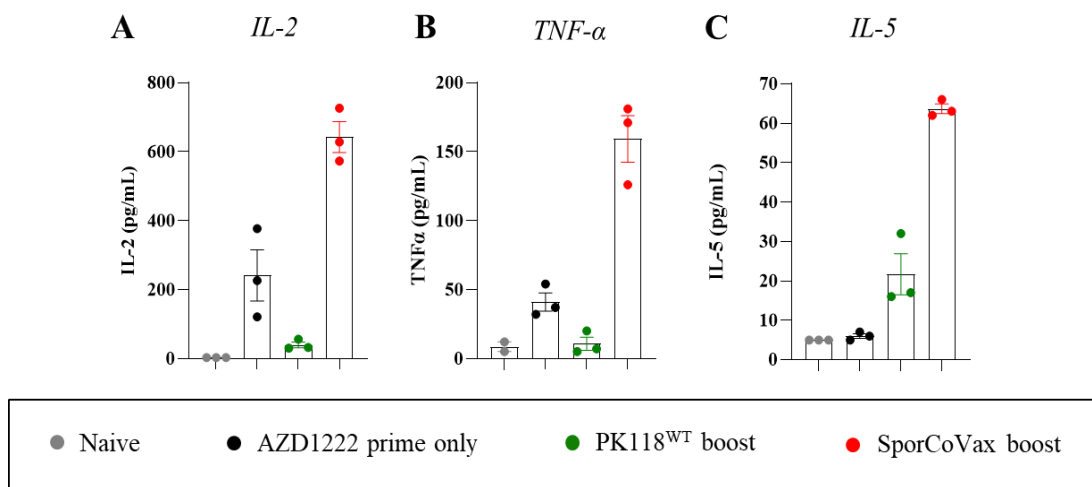 A
IL-2
B
TNF-α
C
IL-5
IL-2 (pg/mL)
800
600
400
200
0
TNFα (pg/mL)
200
150
100
50
0
IL-5 (pg/mL)
70
60
50
40
30
20
10
0
Naive
AZD1222 prime only
PK118ᵂᵀ boost
SporCoVax boost